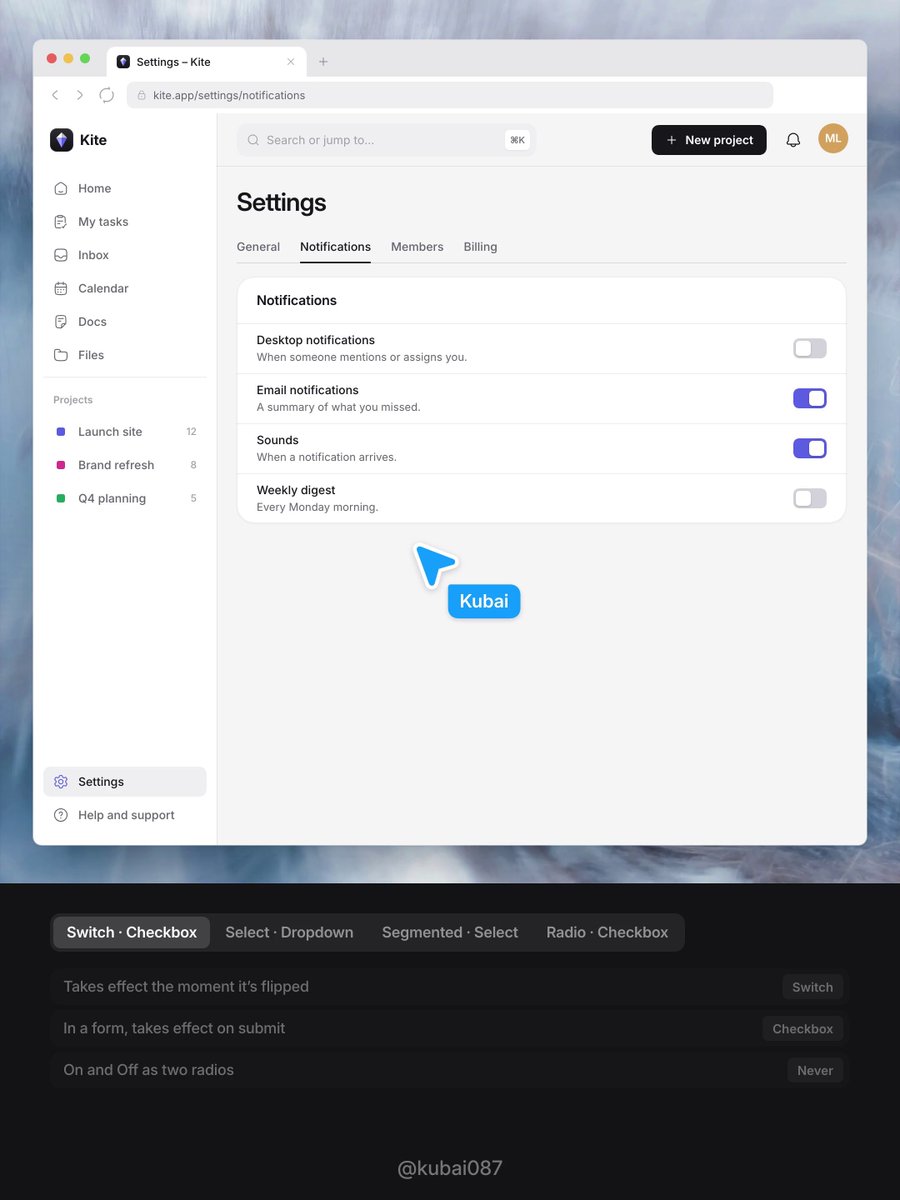 Settings – Kite
kite.app/settings/notifications
Kite
Search or jump to...
⌘K
New project
ML
Home
My tasks
Inbox
Calendar
Docs
Files
Projects
Launch site 12
Brand refresh 8
Q4 planning 5
Settings
Help and support
Settings
General Notifications Members Billing
Notifications
Desktop notifications
When someone mentions or assigns you.
Email notifications
A summary of what you missed.
Sounds
When a notification arrives.
Weekly digest
Every Monday morning.
Kubai
Switch · Checkbox Select · Dropdown Segmented · Select Radio · Checkbox
Takes effect the moment it’s flipped Switch
In a form, takes effect on submit Checkbox
On and Off as two radios Never
@kubai087